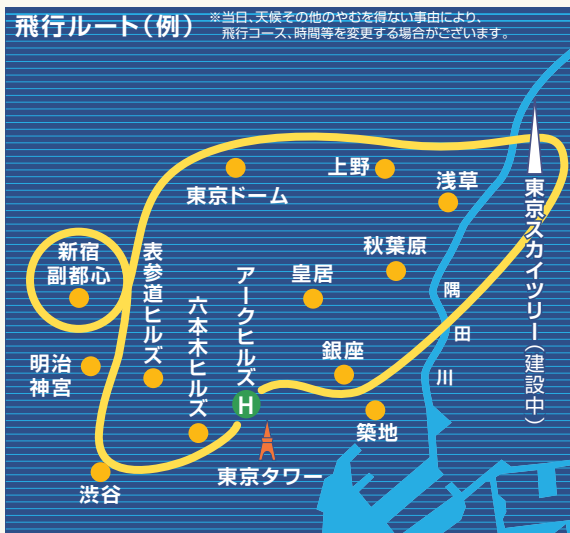 飛行ルート（例）
※当日、天候その他のやむを得ない事由により、
飛行コース、時間等を変更する場合がございます。
上野
東京ドーム
浅草
東京スカイツリー（建設中）
新宿
副都心
表参道ヒルズ
六本木ヒルズ
アークヒルズ
皇居
秋葉原
隅田川
明治
神宮
銀座
H
築地
東京タワー
渋谷